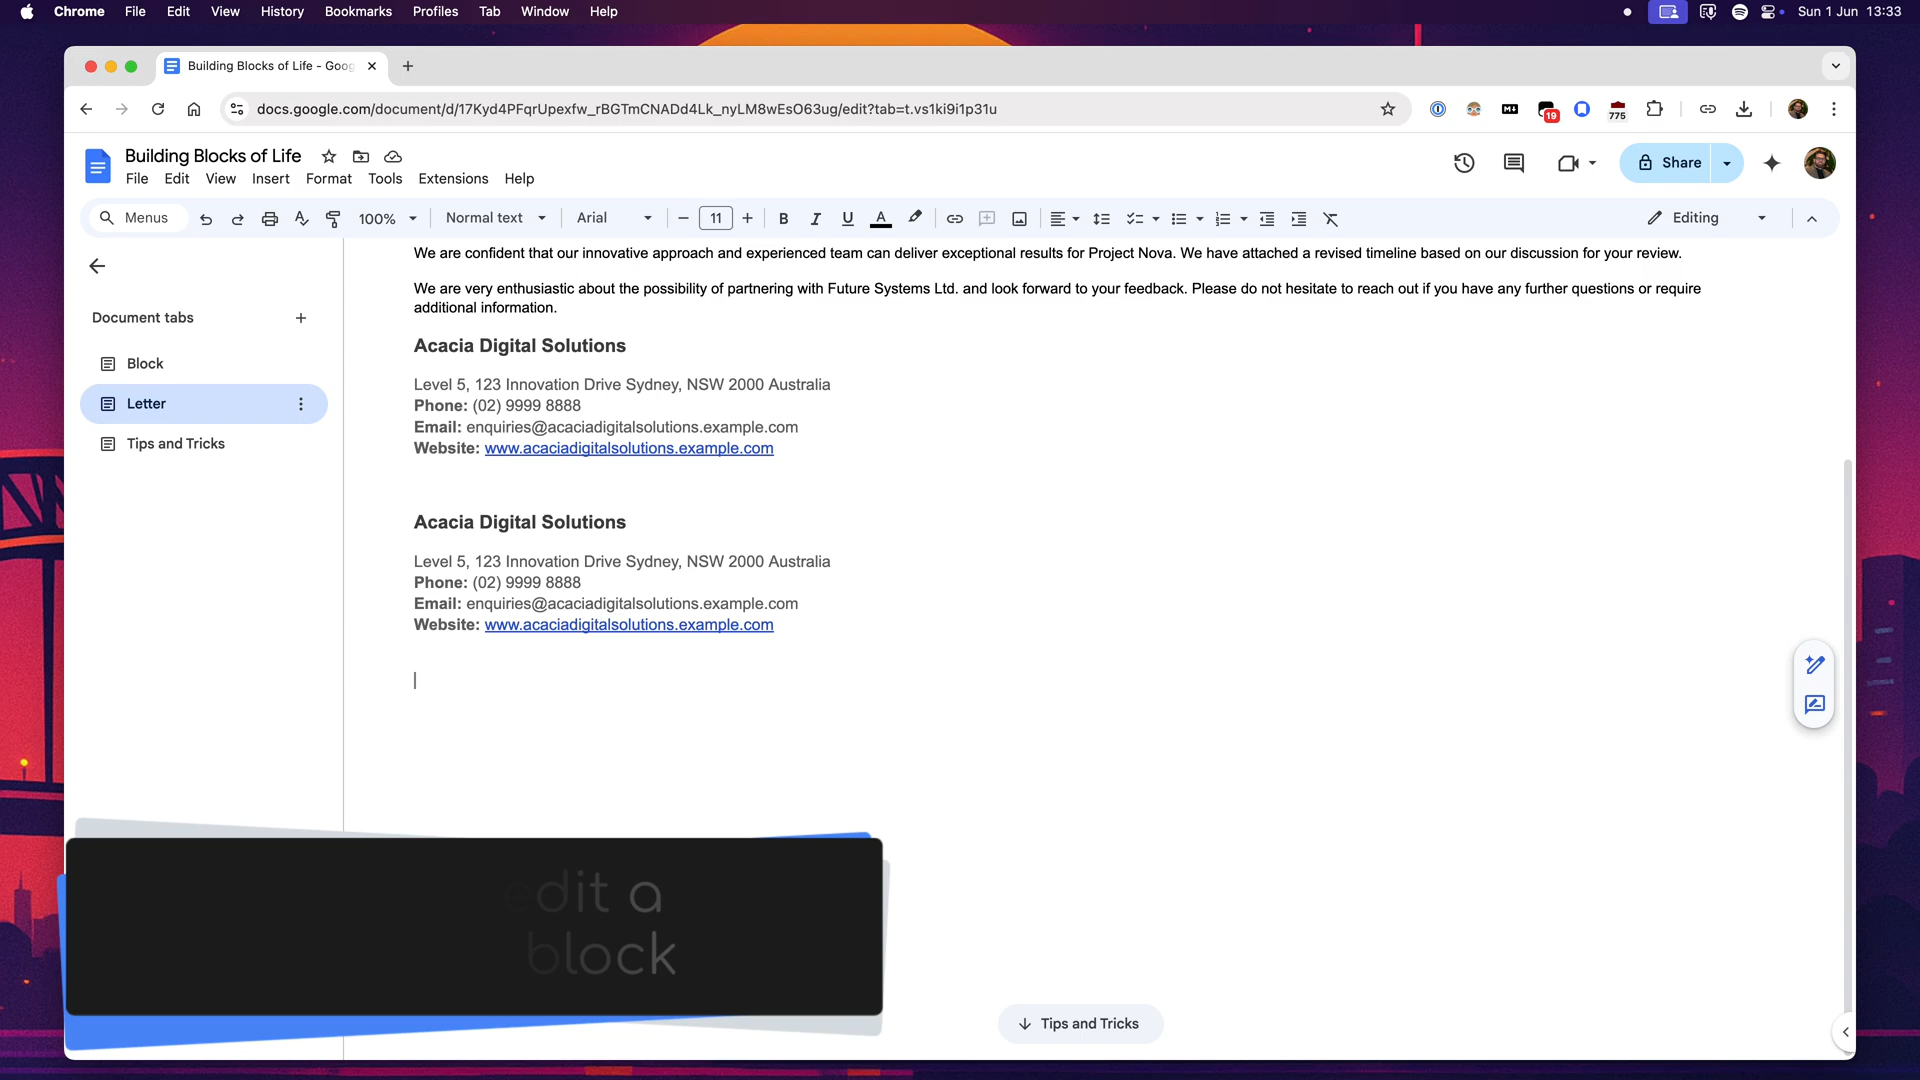 Chrome File Edit View History Bookmarks Profiles Tab Window Help Sun 1 Jun 13:33
Building Blocks of Life - Goog
docs.google.com/document/d/17Kyd4PFqrUpexfw_rBGTmCNADd4Lk_nyLM8wEsO63ug/edit?tab=t.vs1ki9i1p31u 19 775
Building Blocks of Life
File Edit View Insert Format Tools Extensions Help
Share
Menus 100% Normal text Arial 11 B I U A Editing
We are confident that our innovative approach and experienced team can deliver exceptional results for Project Nova. We have attached a revised timeline based on our discussion for your review.
We are very enthusiastic about the possibility of partnering with Future Systems Ltd. and look forward to your feedback. Please do not hesitate to reach out if you have any further questions or require
additional information.
Document tabs
Block
Letter
Tips and Tricks
Acacia Digital Solutions
Level 5, 123 Innovation Drive Sydney, NSW 2000 Australia
Phone: (02) 9999 8888
Email: enquiries@acaciadigitalsolutions.example.com
Website: www.acaciadigitalsolutions.example.com
Acacia Digital Solutions
Level 5, 123 Innovation Drive Sydney, NSW 2000 Australia
Phone: (02) 9999 8888
Email: enquiries@acaciadigitalsolutions.example.com
Website: www.acaciadigitalsolutions.example.com
edit a
block
Tips and Tricks